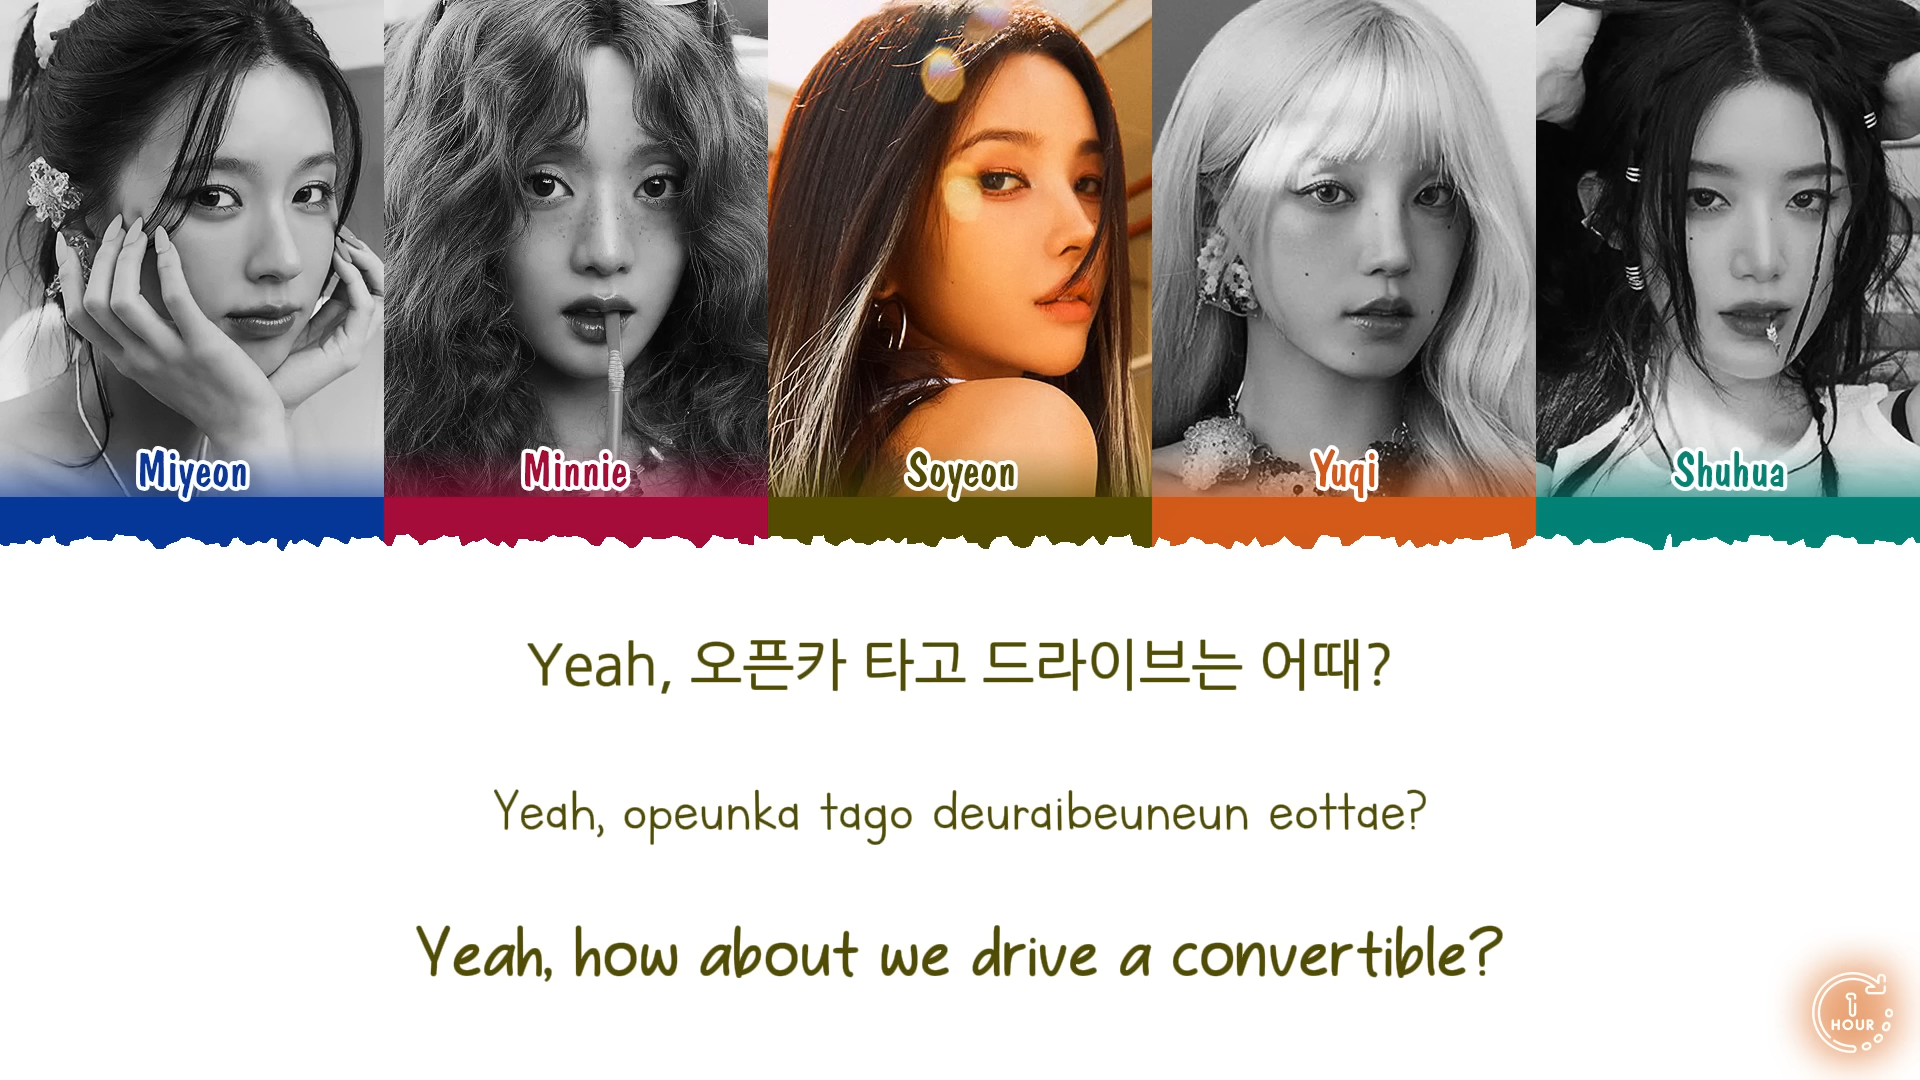 Miyeon
Minnie
Soyeon
Yuqi
Shuhua
Yeah, 오픈카 타고 드라이브는 어때?
Yeah, opeunka tago deuraibeuneun eottae?
Yeah, how about we drive a convertible?
1
HOUR